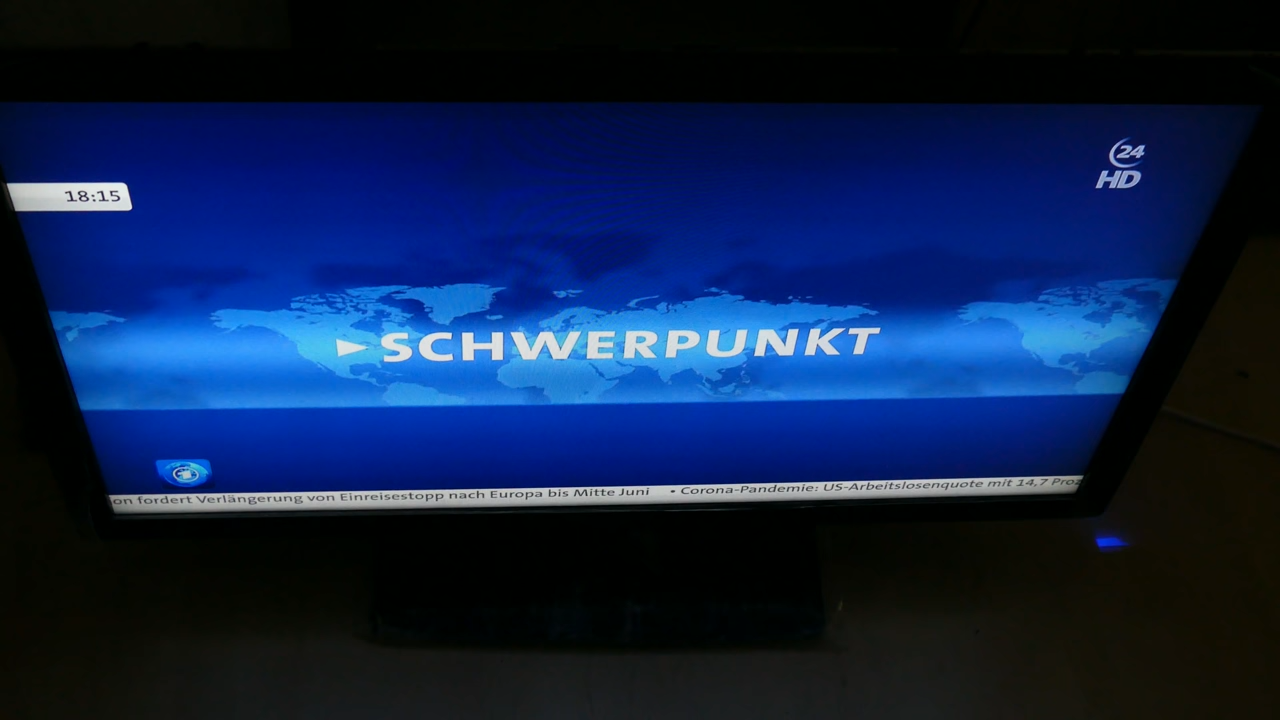 24
HD
18:15
SCHWERPUNKT
on fordert Verlängerung von Einreisestopp nach Europa bis Mitte Juni • Corona-Pandemie: US-Arbeitslosenquote mit 14,7 Proz